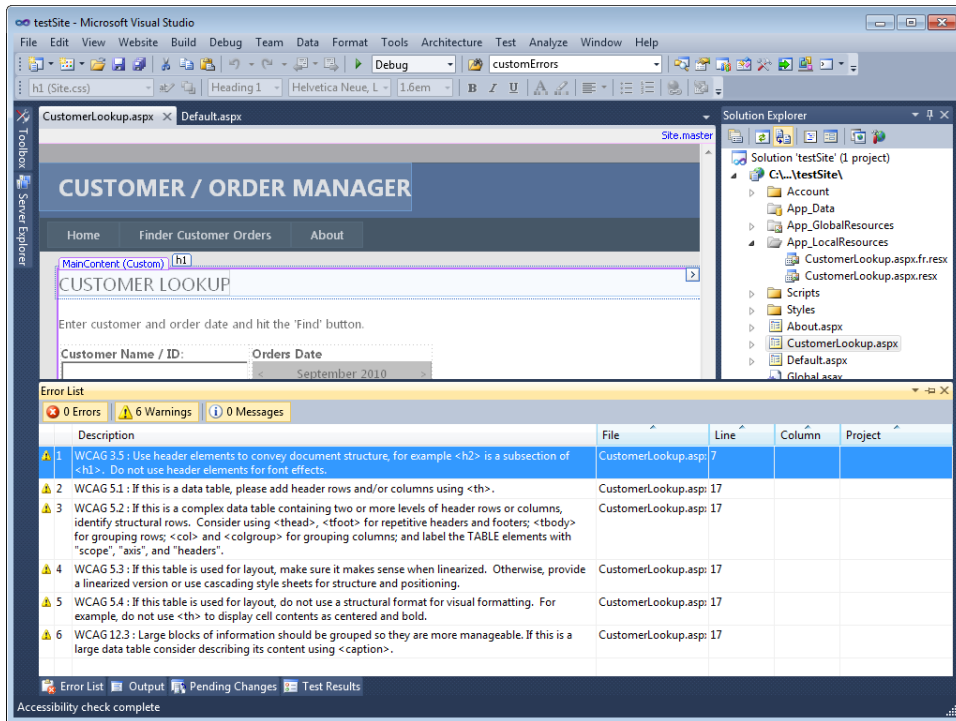 testSite - Microsoft Visual Studio
File Edit View Website Build Debug Team Data Format Tools Architecture Test Analyze Window Help
Debug customErrors
h1 (Site.css) Heading 1 Helvetica Neue, L 1.6em B I U A
CustomerLookup.aspx Default.aspx
Site.master
Toolbox
Server Explorer
CUSTOMER / ORDER MANAGER
Home Finder Customer Orders About
MainContent (Custom) h1
CUSTOMER LOOKUP
Enter customer and order date and hit the 'Find' button.
Customer Name / ID: Orders Date
< September 2010 >
Solution Explorer
Solution 'testSite' (1 project)
C:\...\testSite\
Account
App_Data
App_GlobalResources
App_LocalResources
CustomerLookup.aspx.fr.resx
CustomerLookup.aspx.resx
Scripts
Styles
About.aspx
CustomerLookup.aspx
Default.aspx
Global.asax
Error List
0 Errors 6 Warnings 0 Messages
Description File Line Column Project
1 WCAG 3.5 : Use header elements to convey document structure, for example <h2> is a subsection of CustomerLookup.asp: 7
<h1>. Do not use header elements for font effects.
2 WCAG 5.1 : If this is a data table, please add header rows and/or columns using <th>. CustomerLookup.asp: 17
3 WCAG 5.2 : If this is a complex data table containing two or more levels of header rows or columns, CustomerLookup.asp: 17
identify structural rows. Consider using <thead>, <tfoot> for repetitive headers and footers; <tbody>
for grouping rows; <col> and <colgroup> for grouping columns; and label the TABLE elements with
"scope", "axis", and "headers".
4 WCAG 5.3 : If this table is used for layout, make sure it makes sense when linearized. Otherwise, provide CustomerLookup.asp: 17
a linearized version or use cascading style sheets for structure and positioning.
5 WCAG 5.4 : If this table is used for layout, do not use a structural format for visual formatting. For CustomerLookup.asp: 17
example, do not use <th> to display cell contents as centered and bold.
6 WCAG 12.3 : Large blocks of information should be grouped so they are more manageable. If this is a CustomerLookup.asp: 17
large data table consider describing its content using <caption>.
Error List Output Pending Changes Test Results
Accessibility check complete